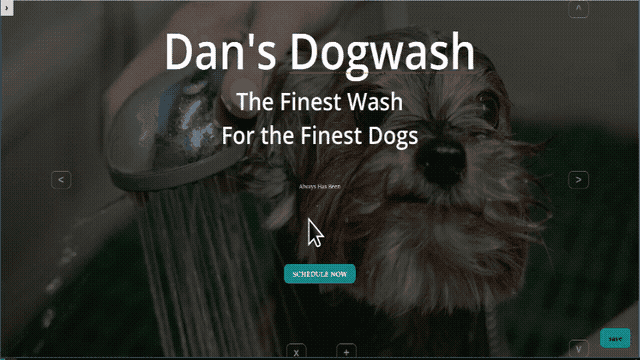 ›
^
Dan's Dogwash
The Finest Wash
For the Finest Dogs
< >
Always Has Been
SCHEDULE NOW
save
x + v